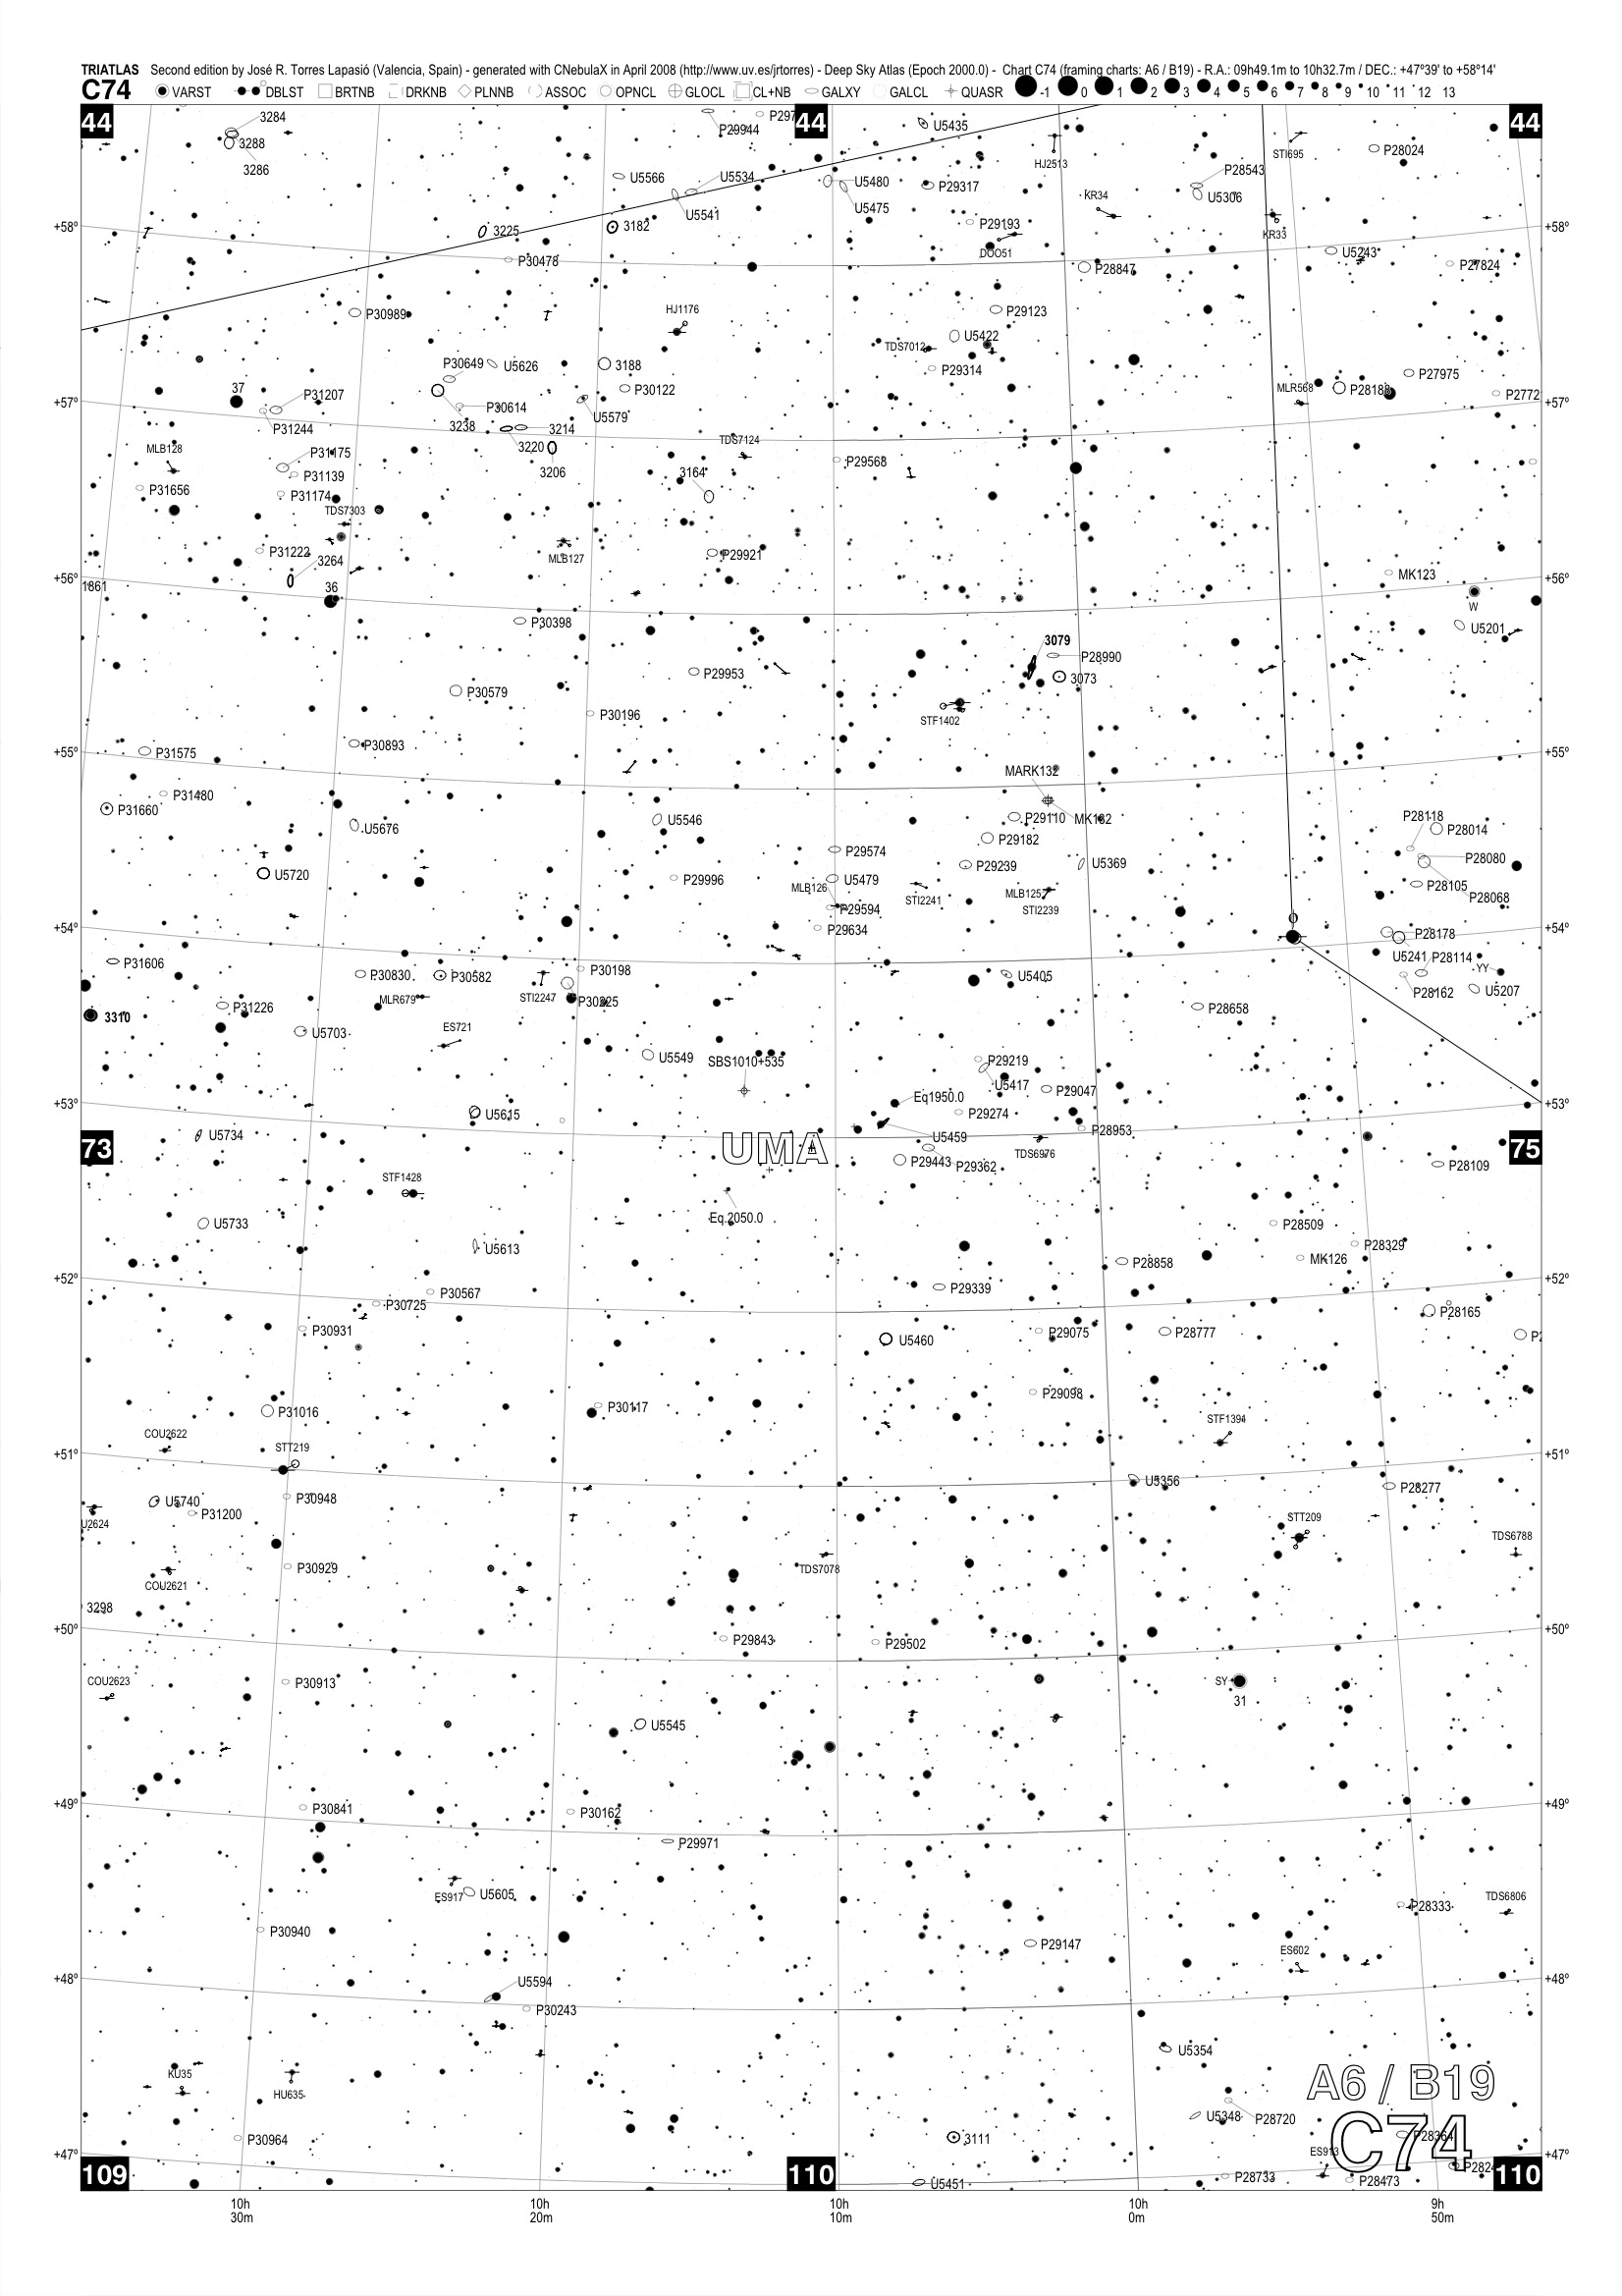 TRIATLAS Second edition by José R. Torres Lapasió (Valencia, Spain) - generated with CNebulaX in April 2008 (http://www.uv.es/jrtorres) - Deep Sky Atlas (Epoch 2000.0) - Chart C74 (framing charts: A6 / B19) - R.A.: 09h49.1m to 10h32.7m / DEC.: +47°39' to +58°14'
C74 VARST DBLST BRTNB DRKNB PLNNB ASSOC OPNCL GLOCL CL+NB GALXY GALCL QUASR -1 0 1 2 3 4 5 6 7 8 9 10 11 12 13
44 44 44
3284
3288
3286
P29944
U5435
HJ2513
STI695
P28024
U5566
U5534
U5541
U5480
U5475
P29317
KR34
P28543
U5306
+58° 3225 3182 P29193 KR33 +58°
P30478
DOO51
P28847
U5243
P27824
P30989
HJ1176
P29123
TDS7012
U5422
P29314
P30649
U5626
3188
P30122
MLR568
P28188
P27975
P2772
+57° 37 P31207 +57°
P31244
3238
P30614
3214
U5579
3220
3206
TDS7124
MLB128
P31175
P31139
P31656
P31174
TDS7303
3164
P29568
P31222
3264
MLB127
P29921
+56° 36 MK123 +56°
1861
W
P30398
U5201
3079
P28990
3073
P29953
P30579
P30196
STF1402
+55° P31575 P30893 +55°
MARK132
P31480
P31660
U5676
U5546
P29110
MK132
P29182
P28118
P28014
U5720
P29574
P29239
U5369
P28080
P29996
U5479
MLB126
P29594
STI2241
MLB125
STI2239
P28105
P28068
+54° P29634 P28178 +54°
P31606
P30830
P30582
P30198
U5405
U5241
P28114
YY
P28162
U5207
MLR679
STI2247
P30225
3310
P31226
U5703
ES721
P28658
U5549
SBS1010+535
P29219
U5417
P29047
+53° U5615 Eq1950.0 P29274 +53°
73 U5734 UMA U5459 P28953 75
P29443
P29362
TDS6976
P28109
STF1428
Eq.2050.0
U5733
U5613
P28509
P28329
MK126
P28858
+52° P30567 P29339 +52°
P30725
P30931
U5460
P29075
P28777
P28165
P2
P29098
P31016
P30117
STF1394
COU2622
STT219
+51° +51°
U5740
P31200
P30948
U5356
P28277
U2624
STT209
TDS6788
P30929
COU2621
TDS7078
3298
+50° P29843 P29502 +50°
COU2623
P30913
SY
31
U5545
+49° P30841 P30162 +49°
P29971
ES917
U5605
P28333
TDS6806
P30940
P29147
ES602
+48° U5594 +48°
P30243
U5354
KU35
HU635
A6 / B19
U5348
P28720
C74
P30964
3111
P28364
+47° ES913 +47°
109 110 U5451 P28733 P28473 P282 110
10h 10h 10h 10h 9h
30m 20m 10m 0m 50m